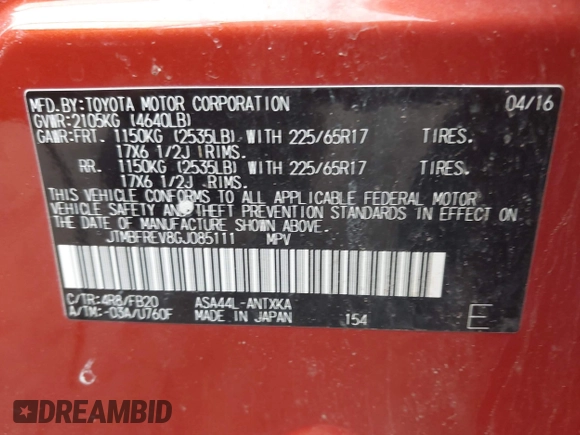 MFD.BY:TOYOTA MOTOR CORPORATION 04/16
GVWR:2105KG (4640LB)
GAWR:FRT. 1150KG (2535LB) WITH 225/65R17 TIRES.
17X6 1/2J RIMS.
RR. 1150KG (2535LB) WITH 225/65R17 TIRES.
17X6 1/2J RIMS.
THIS VEHICLE CONFORMS TO ALL APPLICABLE FEDERAL MOTOR
VEHICLE SAFETY AND THEFT PREVENTION STANDARDS IN EFFECT ON
THE DATE OF MANUFACTURE SHOWN ABOVE.
JTMBFREV8GJ085111 MPV
C/TR:4R8/FB20 ASA44L-ANTXKA
A/TM:-03A/U760F MADE IN JAPAN 154 E
DREAMBID